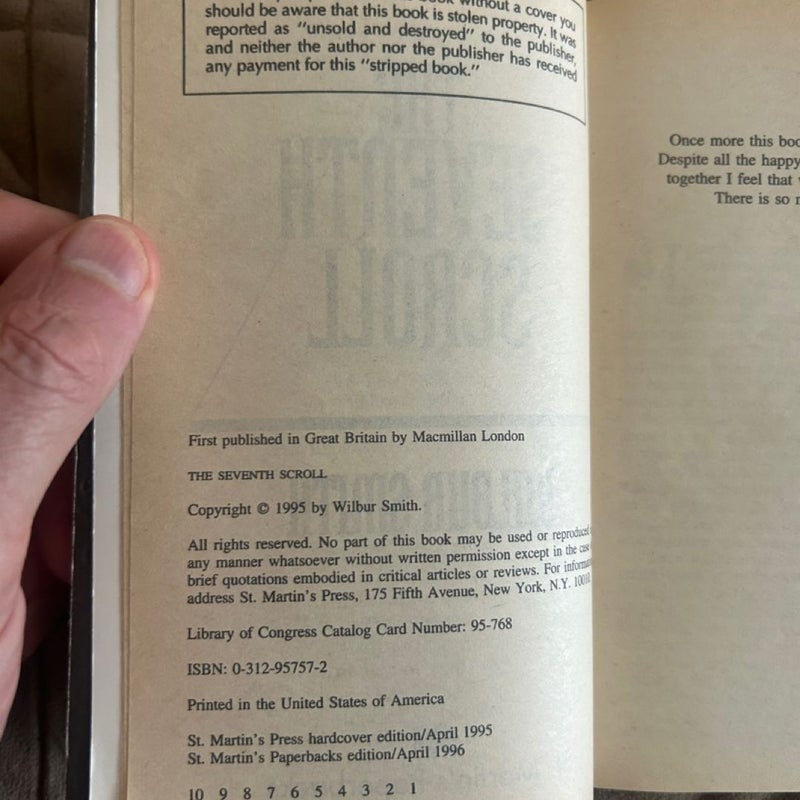 book without a cover you
should be aware that this book is stolen property. It was
reported as "unsold and destroyed" to the publisher,
and neither the author nor the publisher has received
any payment for this "stripped book."
First published in Great Britain by Macmillan London
THE SEVENTH SCROLL
Copyright © 1995 by Wilbur Smith.
All rights reserved. No part of this book may be used or reproduced
any manner whatsoever without written permission except in the case
brief quotations embodied in critical articles or reviews. For
address St. Martin's Press, 175 Fifth Avenue, New York, N.Y.
Library of Congress Catalog Card Number: 95-768
ISBN: 0-312-95757-2
Printed in the United States of America
St. Martin's Press hardcover edition/April 1995
St. Martin's Paperbacks edition/April 1996
10 9 8 7 6 5 4 3 2 1
Once more this
Despite all the happy
together I feel that
There is so